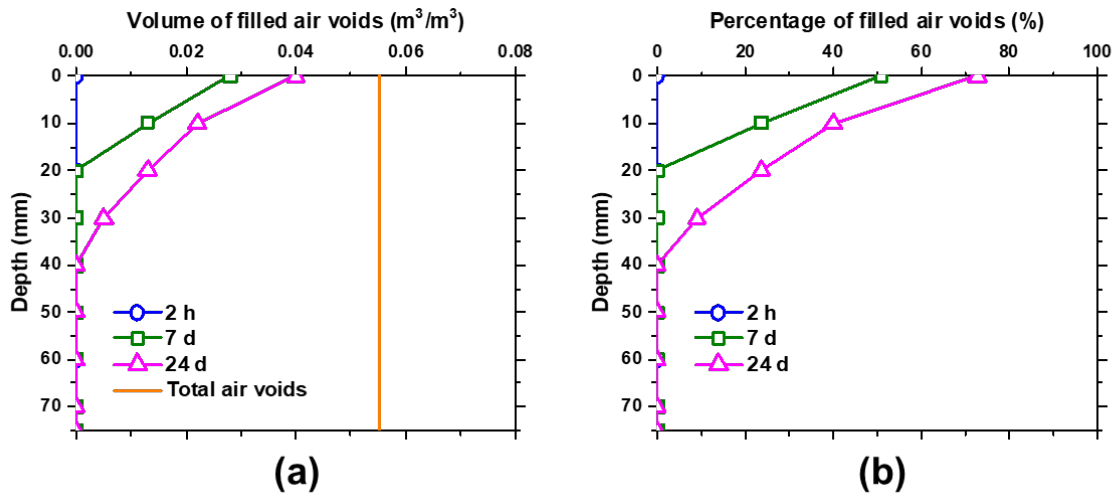 Volume of filled air voids (m³/m³)
0.00 0.02 0.04 0.06 0.08
0
10
20
30
40
50
60
70
Depth (mm)
2 h
7 d
24 d
Total air voids
(a)
Percentage of filled air voids (%)
0 20 40 60 80 100
0
10
20
30
40
50
60
70
Depth (mm)
2 h
7 d
24 d
(b)